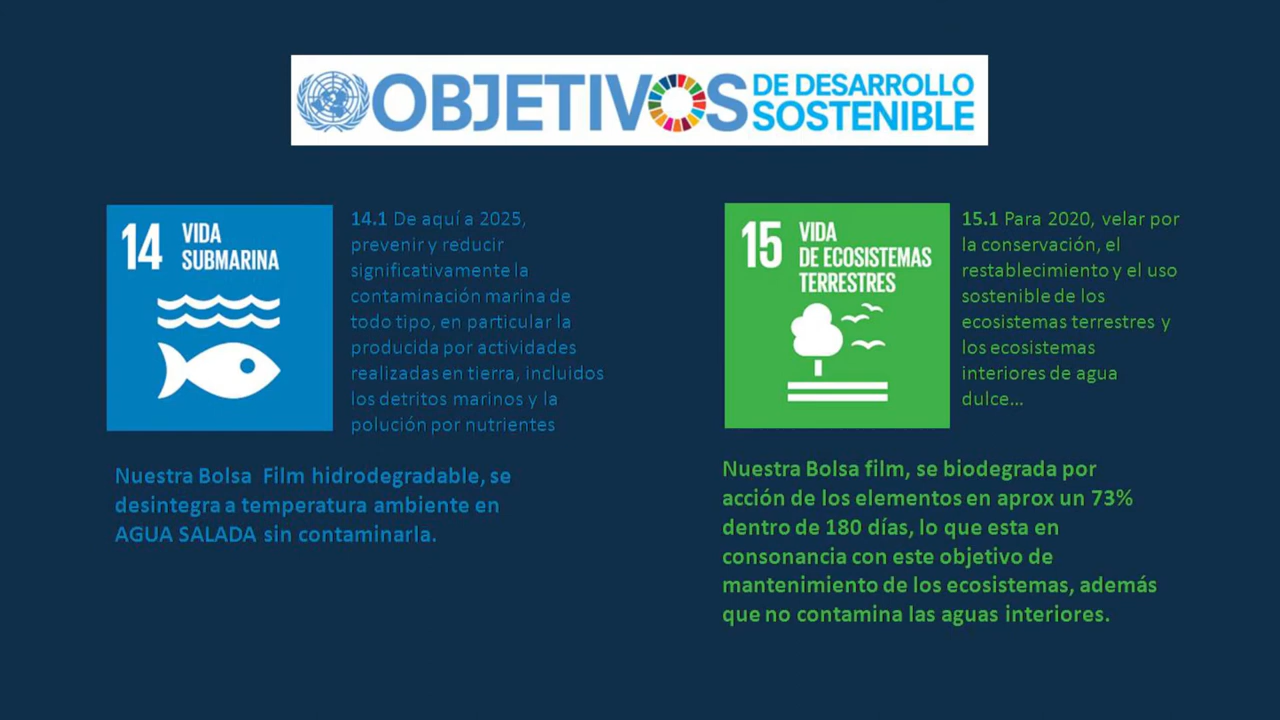 OBJETIVOS DE DESARROLLO SOSTENIBLE
14 VIDA SUBMARINA
14.1 De aquí a 2025,
prevenir y reducir
significativamente la
contaminación marina de
todo tipo, en particular la
producida por actividades
realizadas en tierra, incluidos
los detritos marinos y la
polución por nutrientes
Nuestra Bolsa Film hidrodegradable, se
desintegra a temperatura ambiente en
AGUA SALADA sin contaminarla.
15 VIDA
DE ECOSISTEMAS
TERRESTRES
15.1 Para 2020, velar por
la conservación, el
restablecimiento y el uso
sostenible de los
ecosistemas terrestres y
los ecosistemas
interiores de agua
dulce...
Nuestra Bolsa film, se biodegrada por
acción de los elementos en aprox un 73%
dentro de 180 días, lo que esta en
consonancia con este objetivo de
mantenimiento de los ecosistemas, además
que no contamina las aguas interiores.